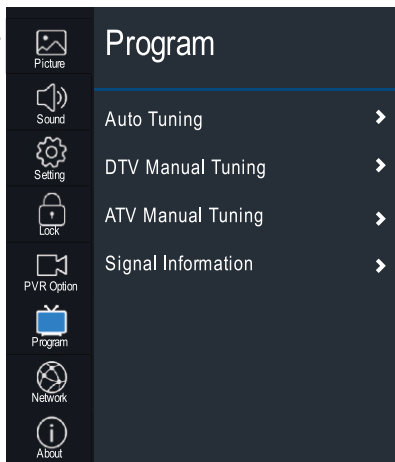 Picture
Sound
Setting
Lock
PVR Option
Program
Network
About
Program
Auto Tuning
DTV Manual Tuning
ATV Manual Tuning
Signal Information